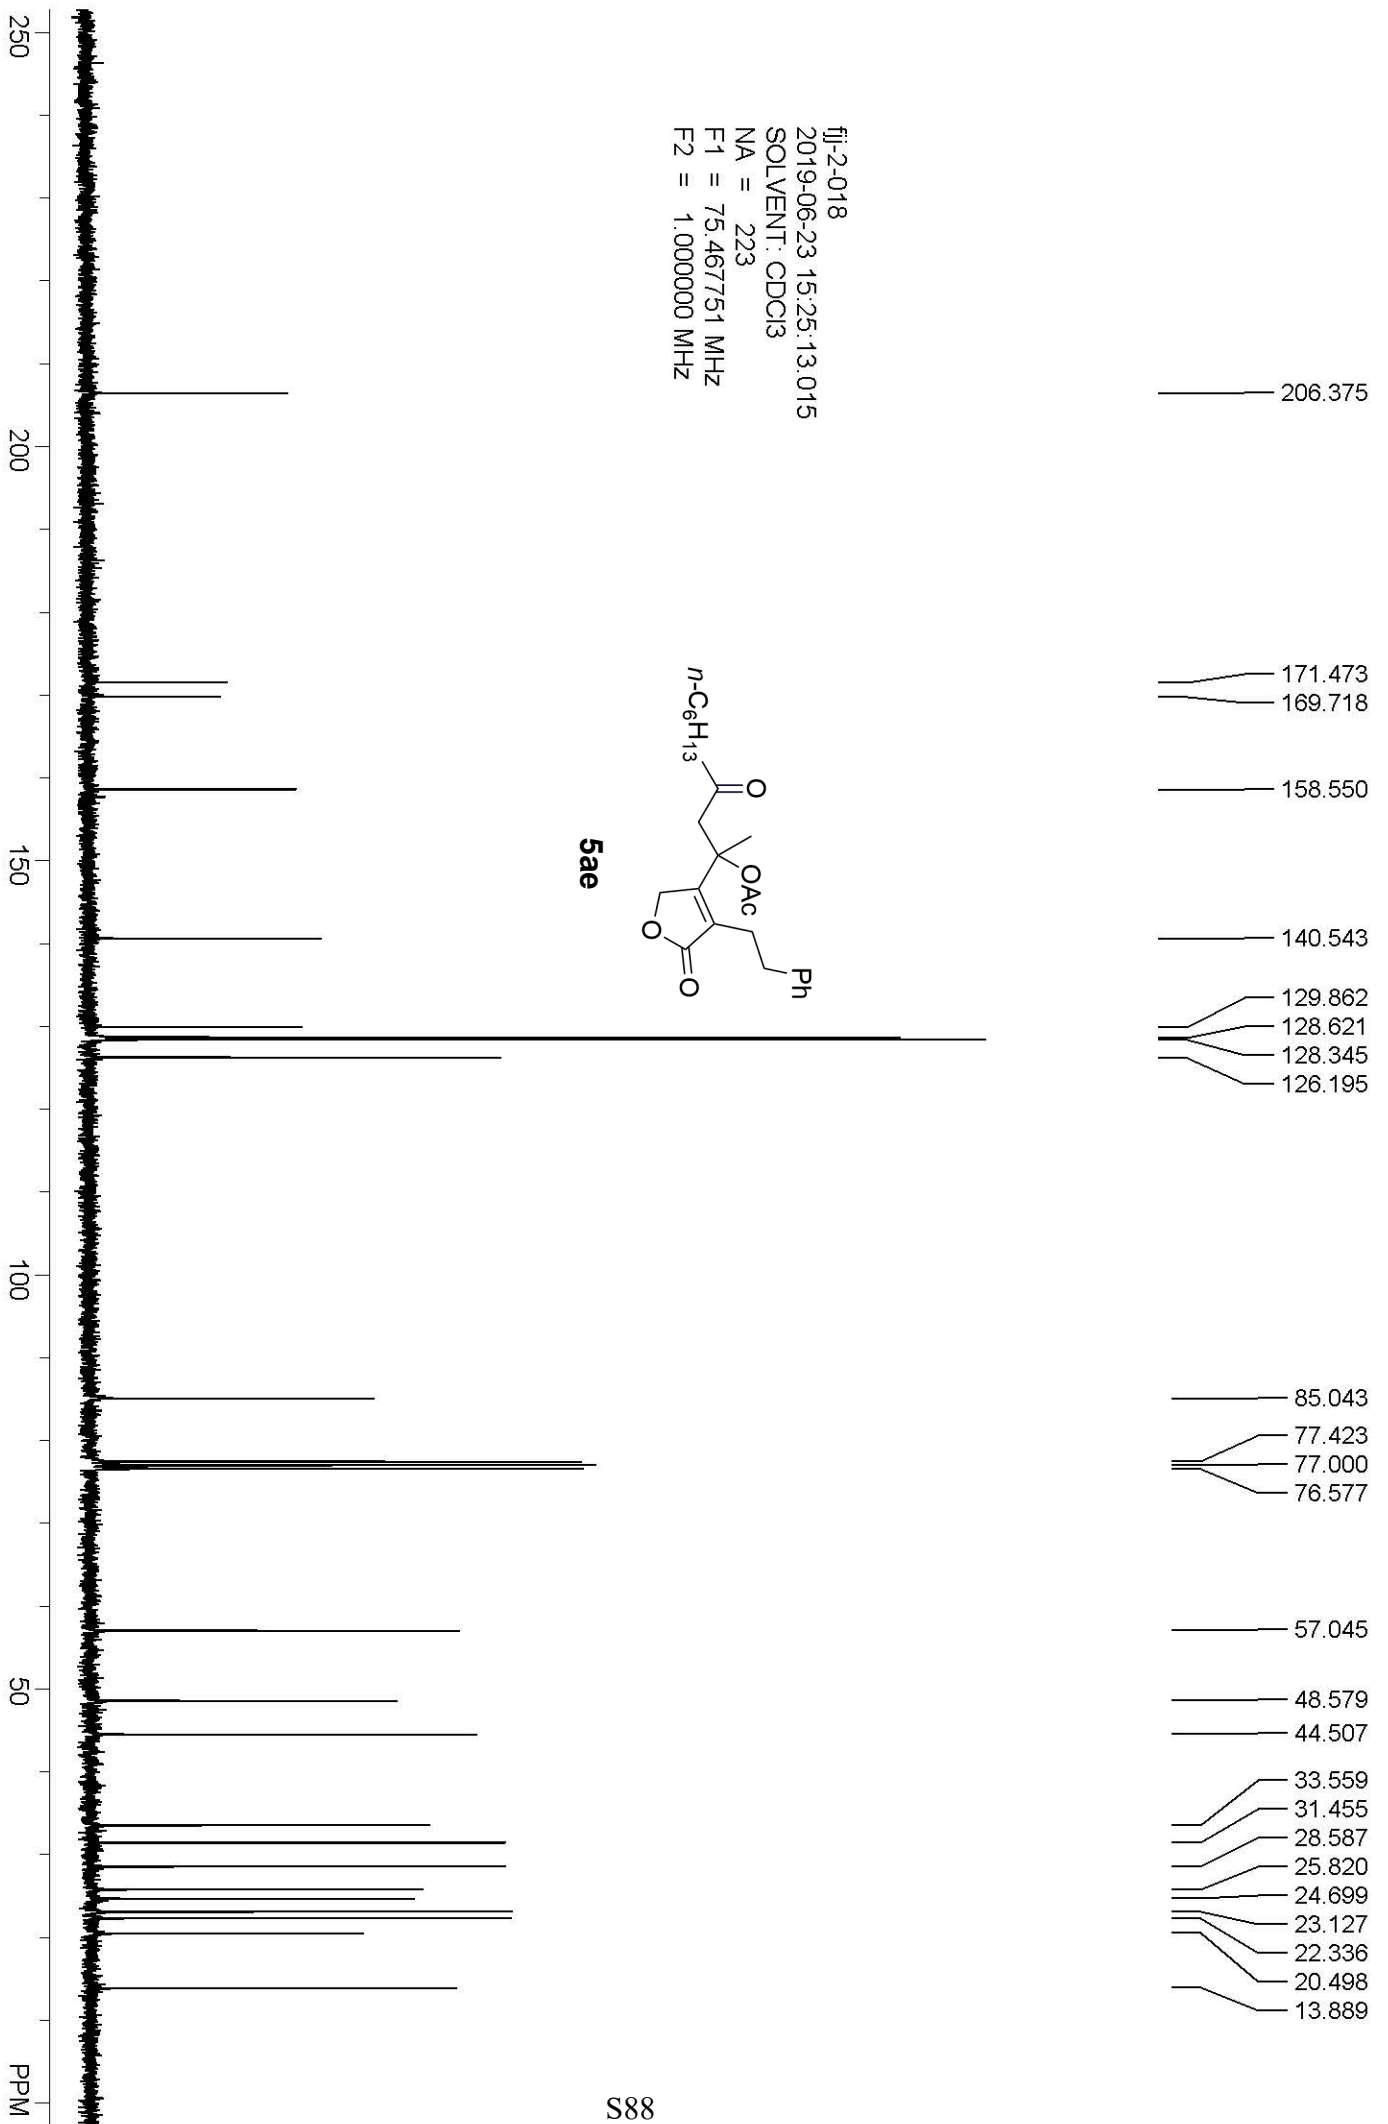 fjj-2-018
2019-06-23 15:25:13.015
SOLVENT: CDCl3
NA = 223
F1 = 75.467751 MHz
F2 = 1.000000 MHz
206.375
171.473
169.718
158.550
140.543
129.862
128.621
128.345
126.195
85.043
77.423
77.000
76.577
57.045
48.579
44.507
33.559
31.455
28.587
25.820
24.699
23.127
22.336
20.498
13.889
n-C6H13
O
OAc
Ph
O
O
5ae
250
200
150
100
50
PPM
S88